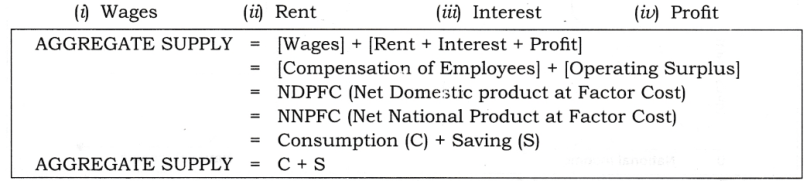 (i) Wages (ii) Rent (iii) Interest (iv) Profit
AGGREGATE SUPPLY = [Wages] + [Rent + Interest + Profit]
= [Compensation of Employees] + [Operating Surplus]
= NDPFC (Net Domestic product at Factor Cost)
= NNPFC (Net National Product at Factor Cost)
= Consumption (C) + Saving (S)
AGGREGATE SUPPLY = C + S